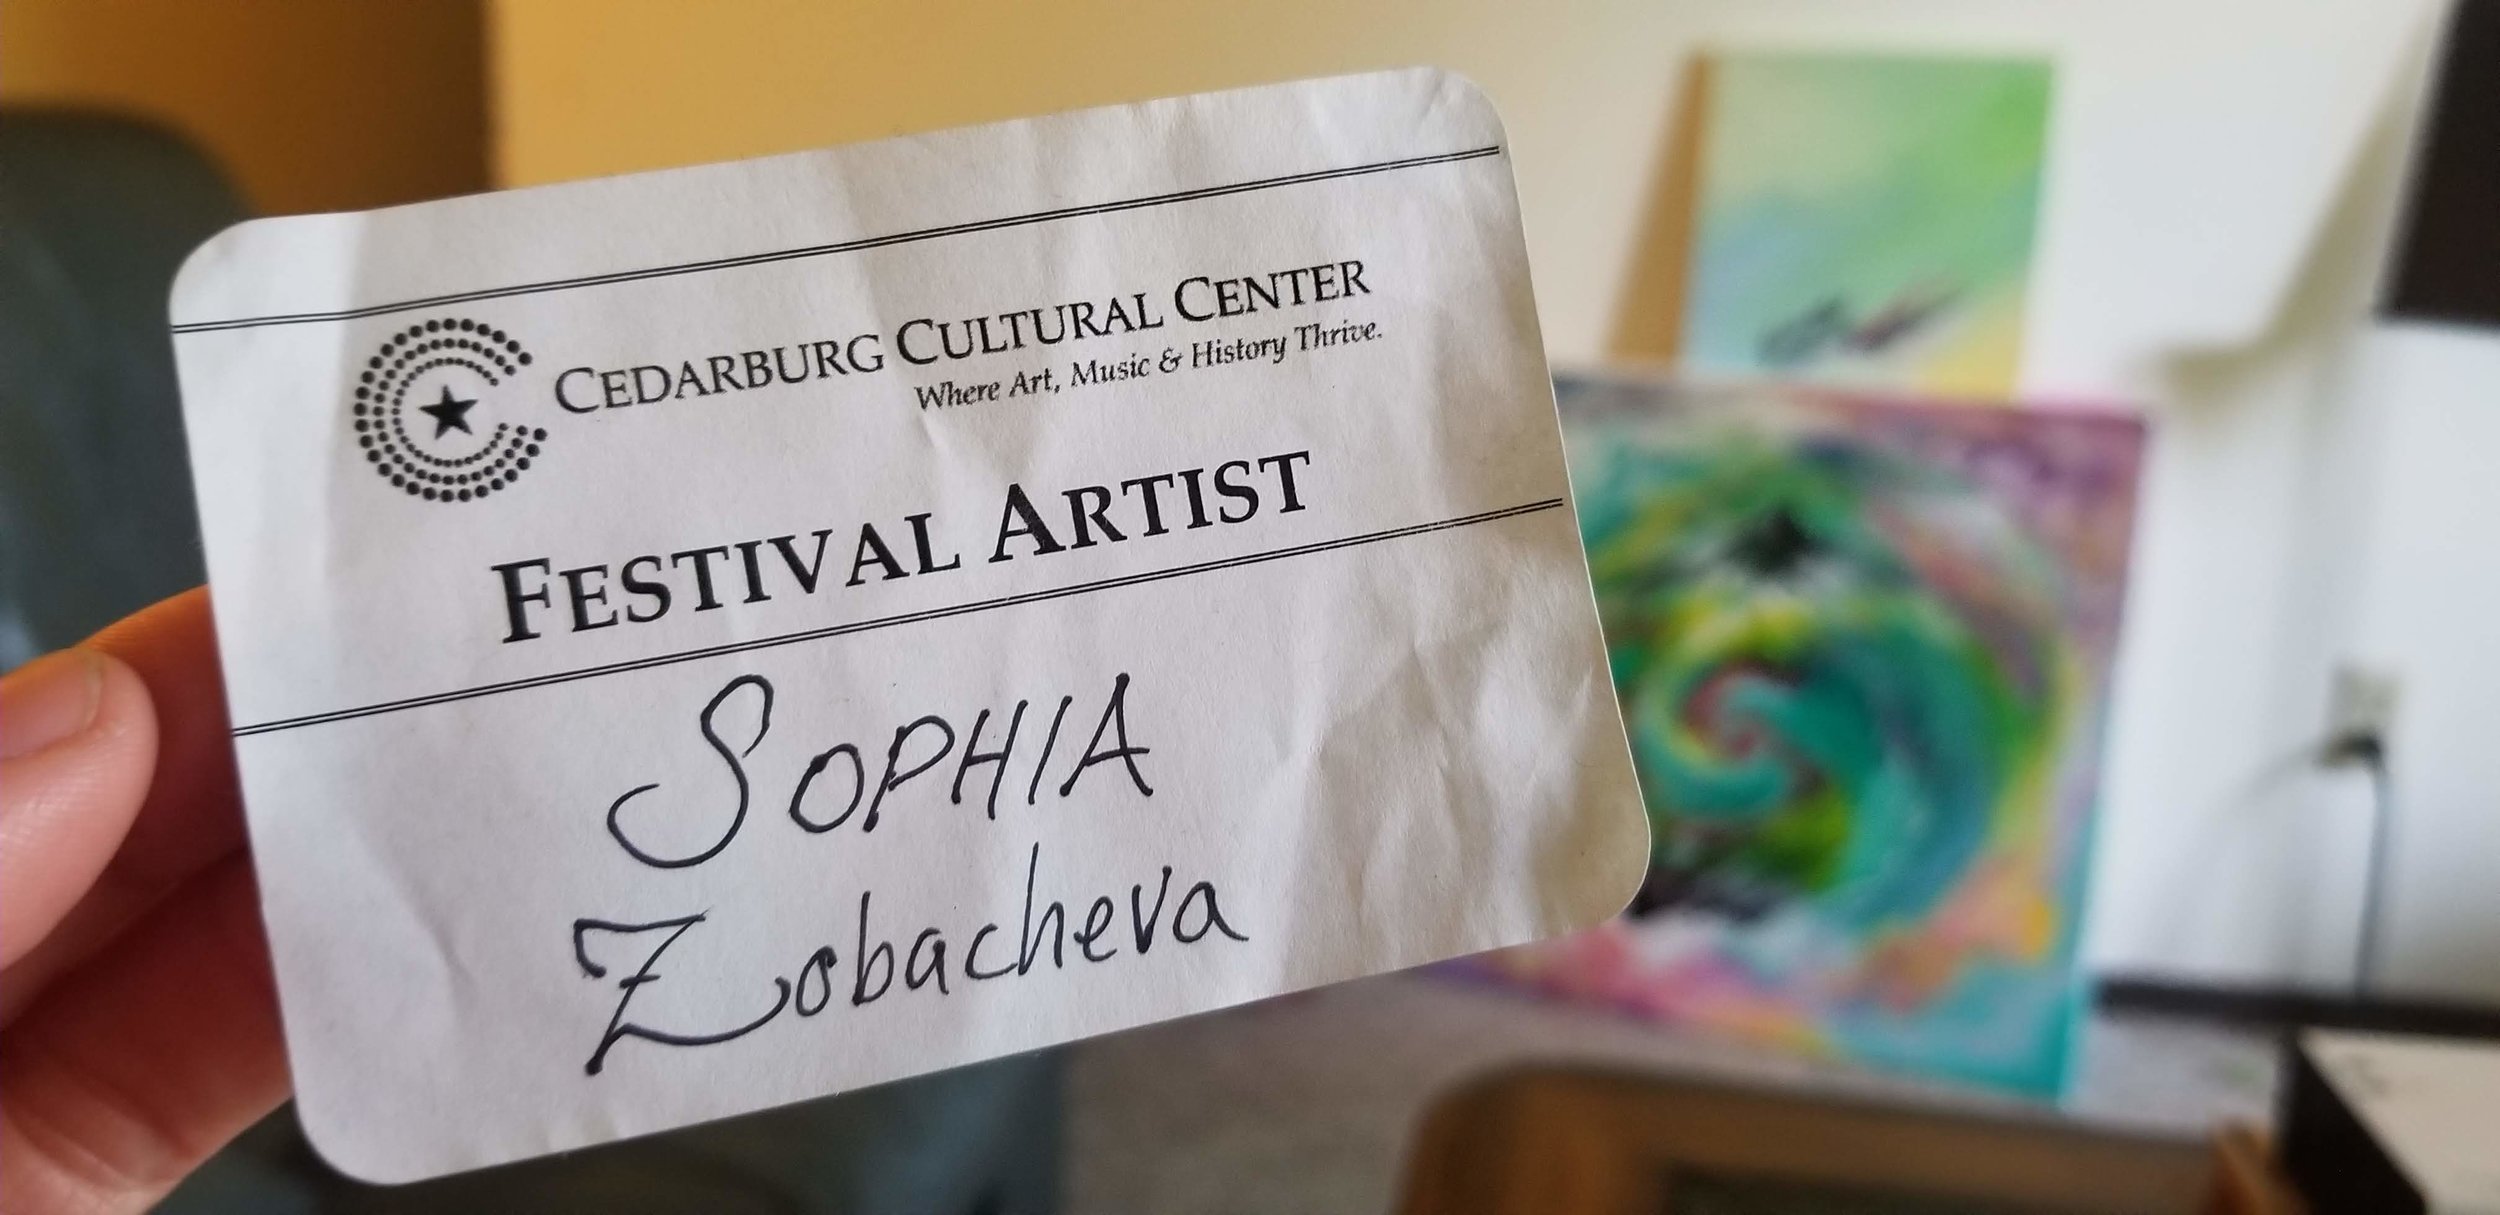 CEDARBURG CULTURAL CENTER
Where Art, Music & History Thrive.
FESTIVAL ARTIST
SOPHIA
Zobacheva